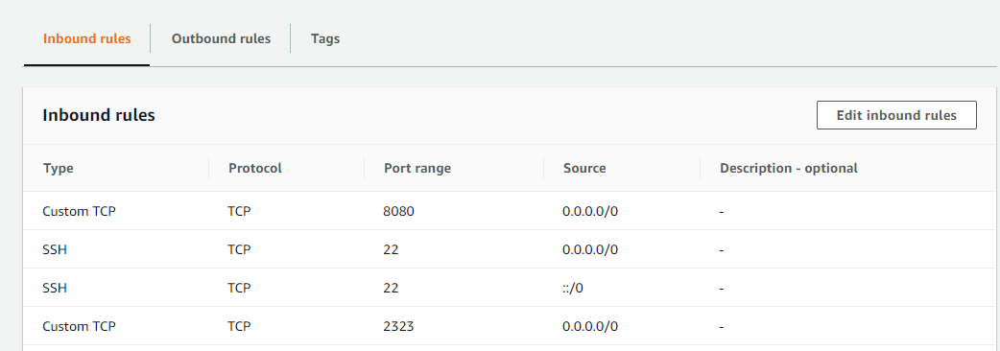 Inbound rules Outbound rules Tags
Inbound rules Edit inbound rules
Type Protocol Port range Source Description - optional
Custom TCP TCP 8080 0.0.0.0/0 -
SSH TCP 22 0.0.0.0/0 -
SSH TCP 22 ::/0 -
Custom TCP TCP 2323 0.0.0.0/0 -